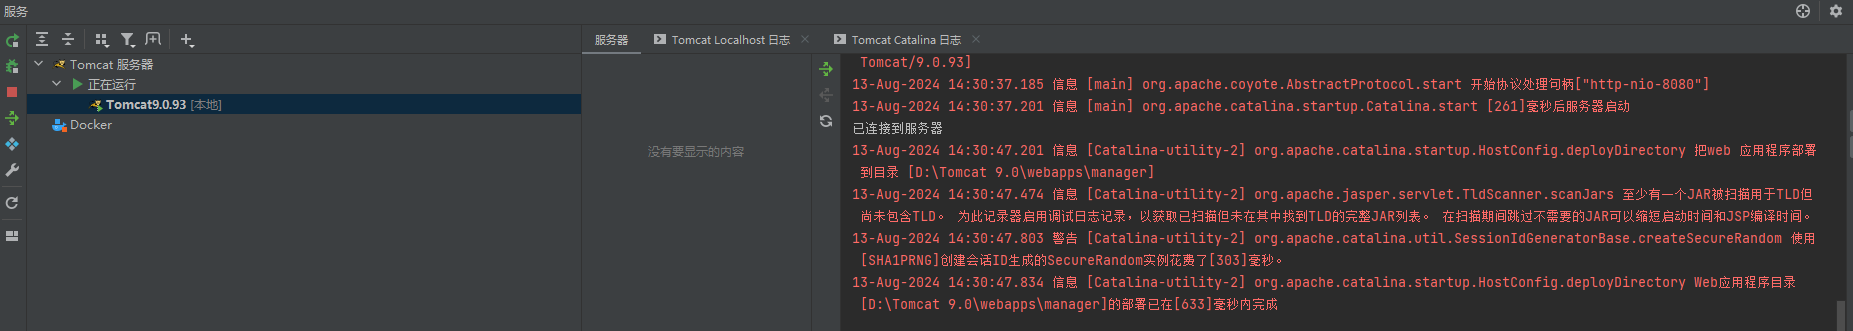 服务
Tomcat 服务器
正在运行
Tomcat9.0.93 [本地]
Docker
服务器
Tomcat Localhost 日志
Tomcat Catalina 日志
没有要显示的内容
Tomcat/9.0.93]
13-Aug-2024 14:30:37.185 信息 [main] org.apache.coyote.AbstractProtocol.start 开始协议处理句柄["http-nio-8080"]
13-Aug-2024 14:30:37.201 信息 [main] org.apache.catalina.startup.Catalina.start [261]毫秒后服务器启动
已连接到服务器
13-Aug-2024 14:30:47.201 信息 [Catalina-utility-2] org.apache.catalina.startup.HostConfig.deployDirectory 把web 应用程序部署
到目录 [D:\Tomcat 9.0\webapps\manager]
13-Aug-2024 14:30:47.474 信息 [Catalina-utility-2] org.apache.jasper.servlet.TldScanner.scanJars 至少有一个JAR被扫描用于TLD但
尚未包含TLD。 为此记录器启用调试日志记录，以获取已扫描但未在其中找到TLD的完整JAR列表。 在扫描期间跳过不需要的JAR可以缩短启动时间和JSP编译时间。
13-Aug-2024 14:30:47.803 警告 [Catalina-utility-2] org.apache.catalina.util.SessionIdGeneratorBase.createSecureRandom 使用
[SHA1PRNG]创建会话ID生成的SecureRandom实例花费了[303]毫秒。
13-Aug-2024 14:30:47.834 信息 [Catalina-utility-2] org.apache.catalina.startup.HostConfig.deployDirectory Web应用程序目录
[D:\Tomcat 9.0\webapps\manager]的部署已在[633]毫秒内完成